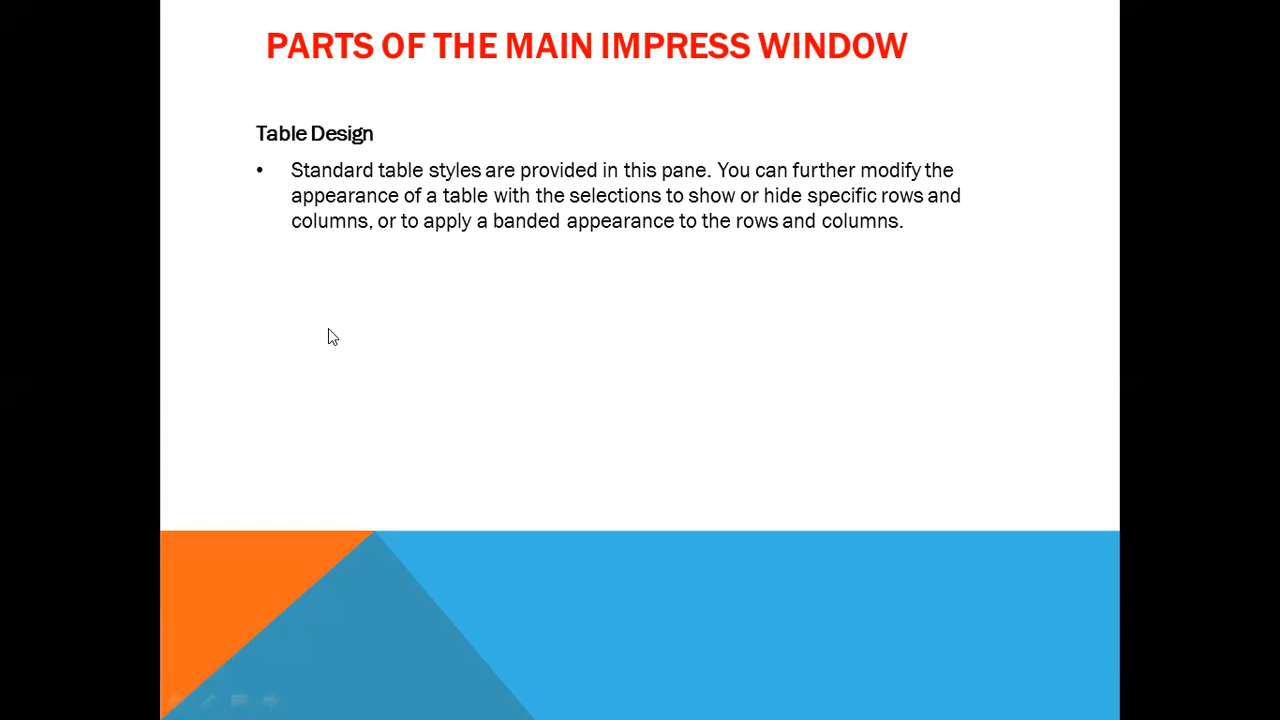 PARTS OF THE MAIN IMPRESS WINDOW
Table Design
• Standard table styles are provided in this pane. You can further modify the
appearance of a table with the selections to show or hide specific rows and
columns, or to apply a banded appearance to the rows and columns.